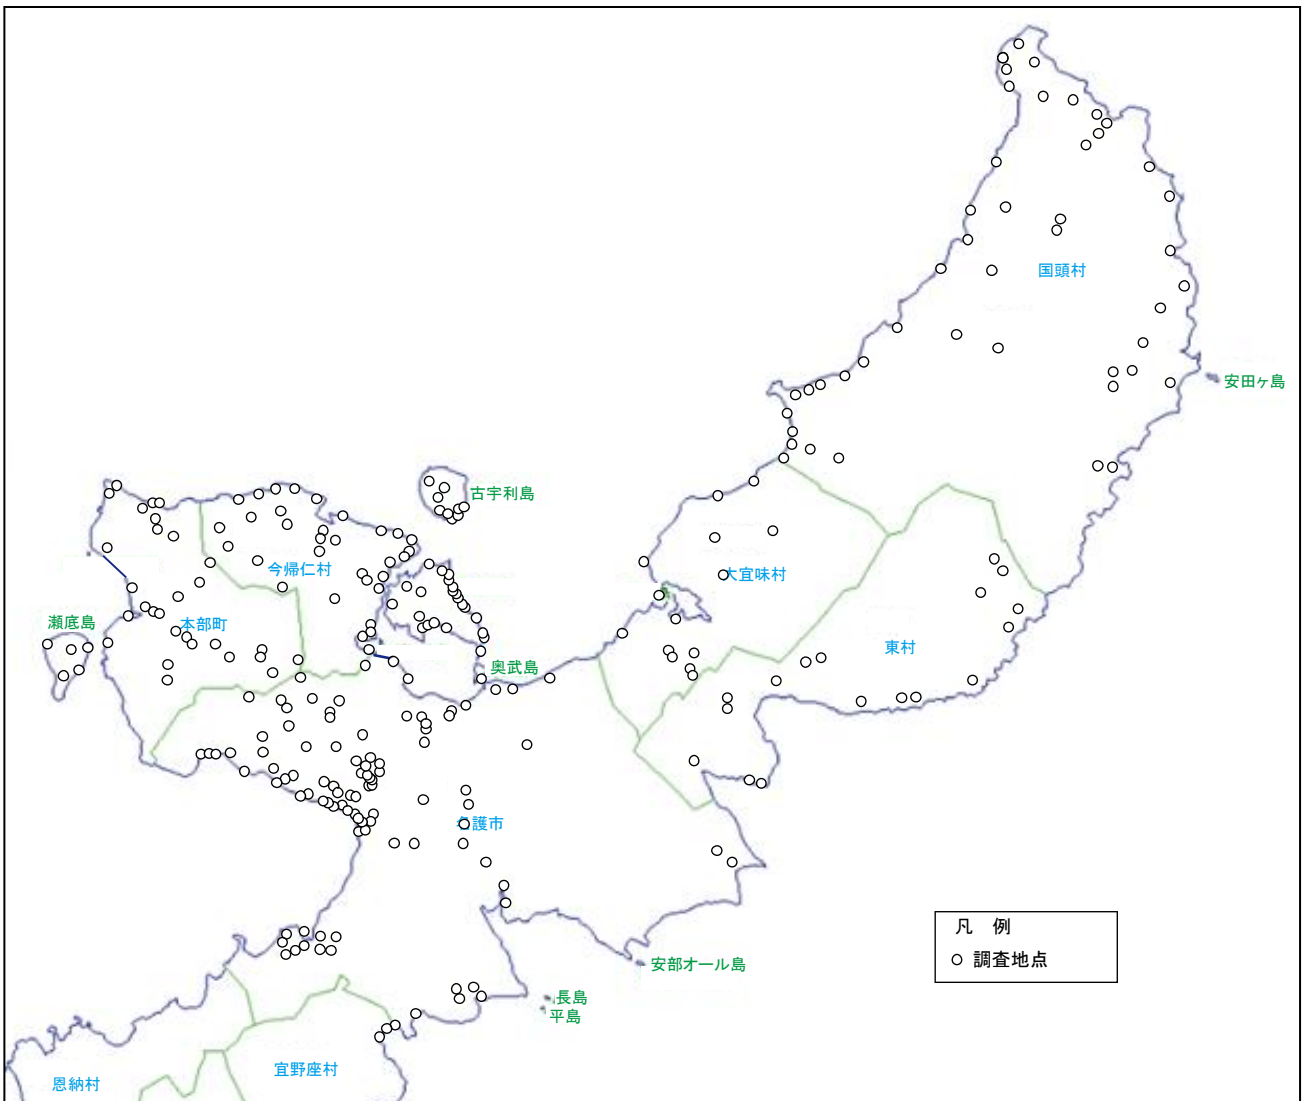 国頭村
安田ヶ島
古宇利島
今帰仁村
大宜味村
瀬底島
本部町
東村
奥武島
名護市
凡 例
調査地点
安部オール島
長島
平島
宜野座村
恩納村